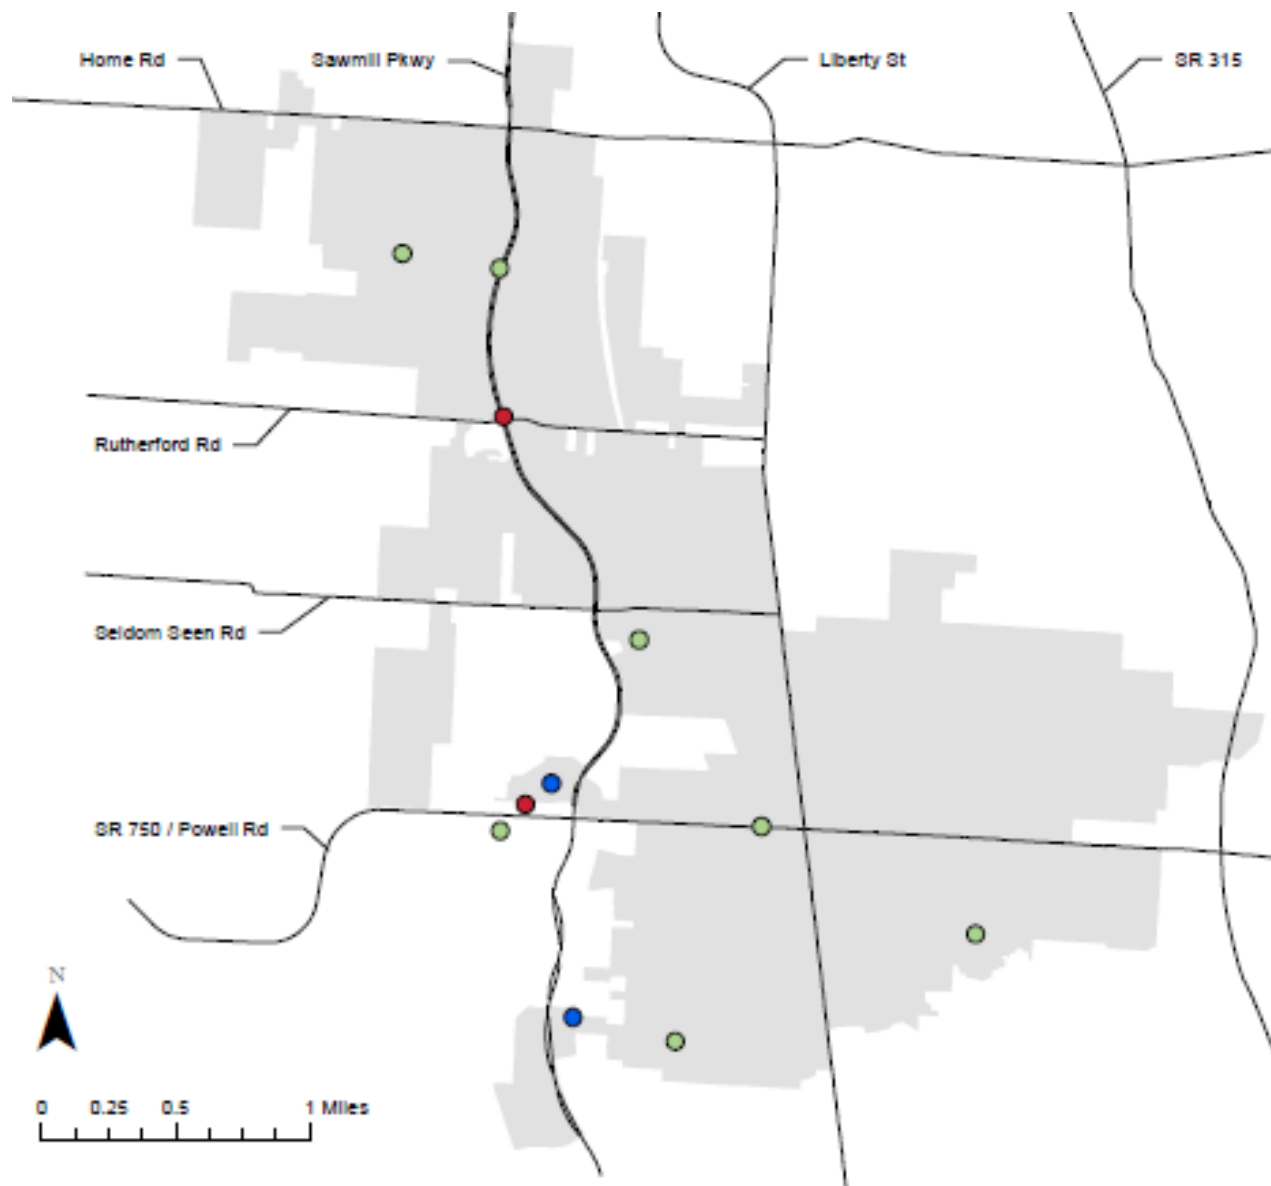 Home Rd
Sawmill Pkwy
Liberty St
SR 315
Rutherford Rd
Seldom Seen Rd
SR 750 / Powell Rd
N
0 0.25 0.5 1 Miles